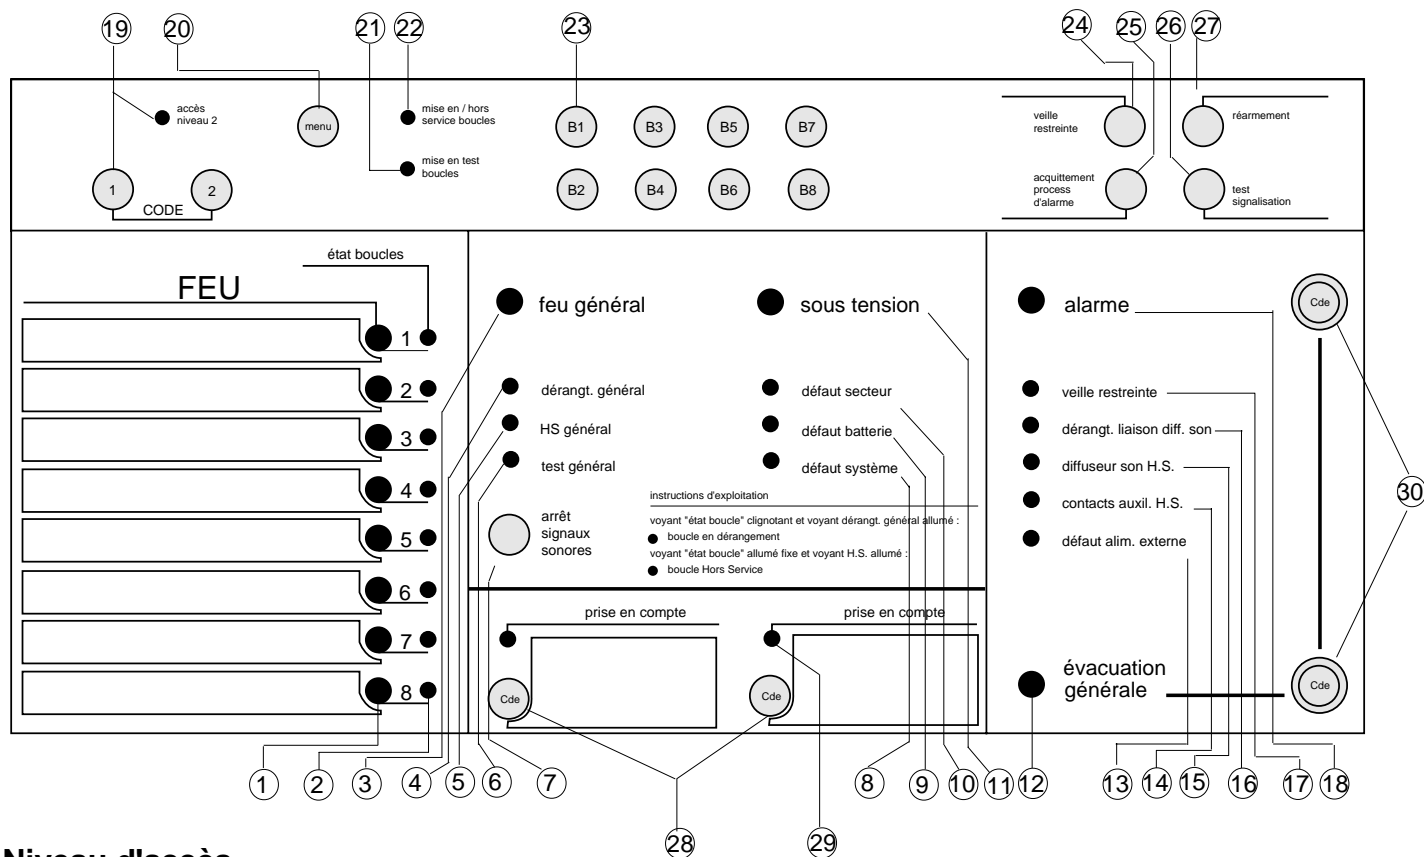 19 20 21 22 23 24 25 26 27
accès
niveau 2
menu
mise en / hors
service boucles
mise en test
boucles
1 2
CODE
B1 B3 B5 B7
B2 B4 B6 B8
veille
restreinte
réarmement
acquittement
process
d'alarme
test
signalisation
état boucles
FEU
1
2
3
4
5
6
7
8
feu général
dérangt. général
HS général
test général
arrêt
signaux
sonores
sous tension
défaut secteur
défaut batterie
défaut système
instructions d'exploitation
voyant "état boucle" clignotant et voyant dérangt. général allumé :
boucle en dérangement
voyant "état boucle" allumé fixe et voyant H.S. allumé :
boucle Hors Service
prise en compte
Cde
prise en compte
Cde
alarme
Cde
veille restreinte
dérangt. liaison diff. son
diffuseur son H.S.
contacts auxil. H.S.
défaut alim. externe
30
évacuation
générale
Cde
1 2 3 4 5 6 7 8 9 10 11 12 13 14 15 16 17 18
28 29
Niveau d'accès